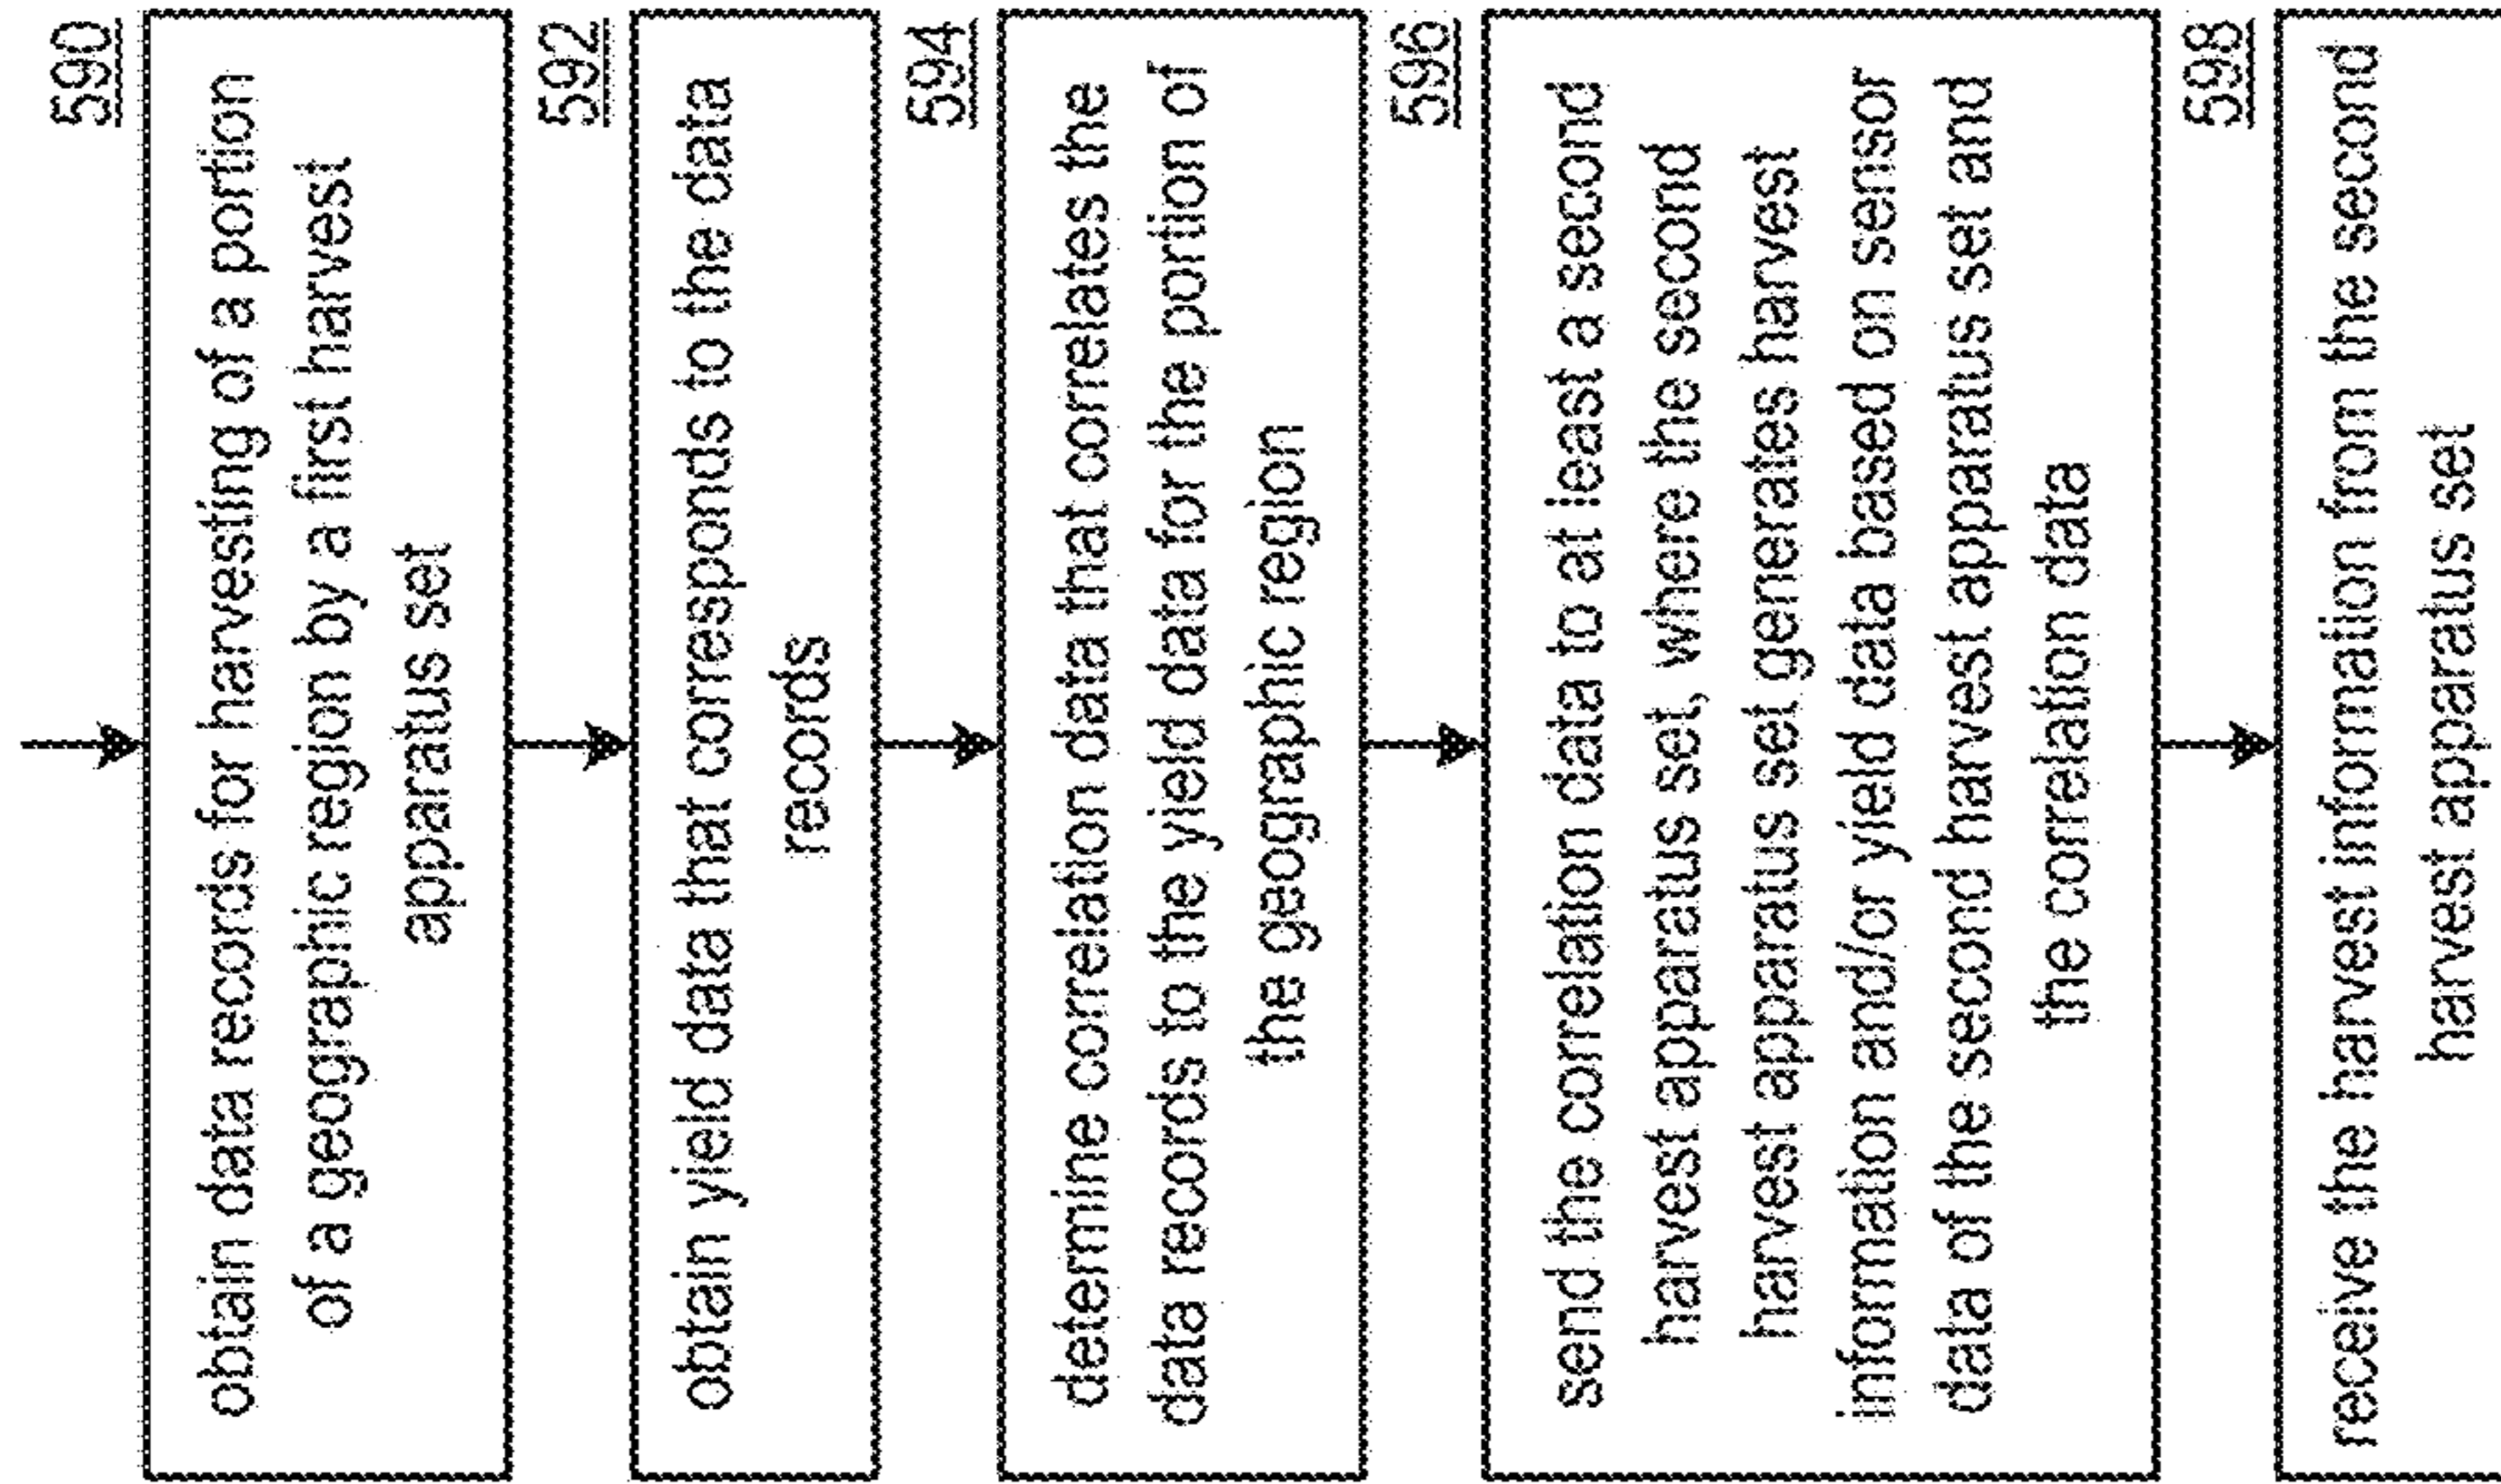 590
obtain data records for harvesting of a portion
of a geographic region by a first harvest
apparatus set
592
obtain yield data that corresponds to the data
records
594
determine correlation data that correlates the
data records to the yield data for the portion of
the geographic region
596
send the correlation data to at least a second
harvest apparatus set, where the second
harvest apparatus set generates harvest
information and/or yield data based on sensor
data of the second harvest apparatus set and
the correlation data
598
receive the harvest information from the second
harvest apparatus set